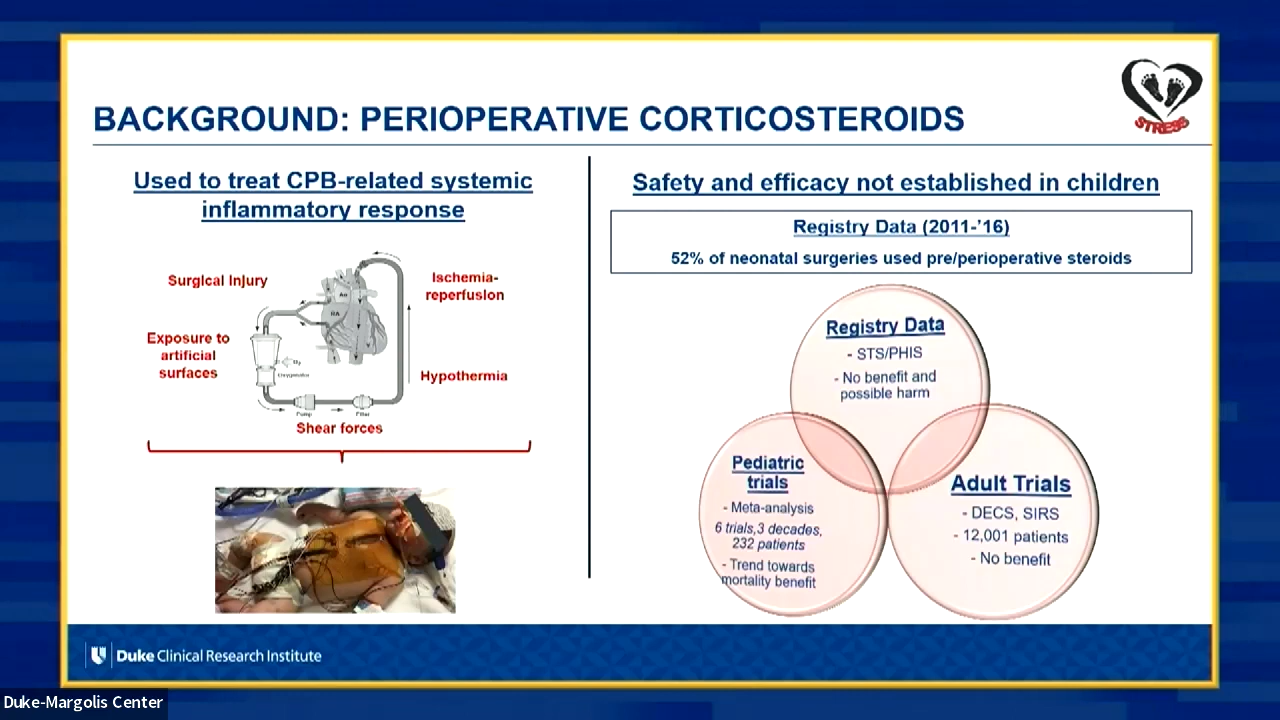 BACKGROUND: PERIOPERATIVE CORTICOSTEROIDS
STRESS
Used to treat CPB-related systemic
inflammatory response
Surgical Injury
Ischemia-
reperfusion
Exposure to
artificial
surfaces
Hypothermia
Ao
RA
O₂
Oxygenator
Pump
Filter
Shear forces
Safety and efficacy not established in children
Registry Data (2011-'16)
52% of neonatal surgeries used pre/perioperative steroids
Registry Data
- STS/PHIS
- No benefit and
possible harm
Pediatric
trials
- Meta-analysis
6 trials,3 decades,
232 patients
- Trend towards
mortality benefit
Adult Trials
- DECS, SIRS
- 12,001 patients
- No benefit
Duke Clinical Research Institute
Duke-Margolis Center